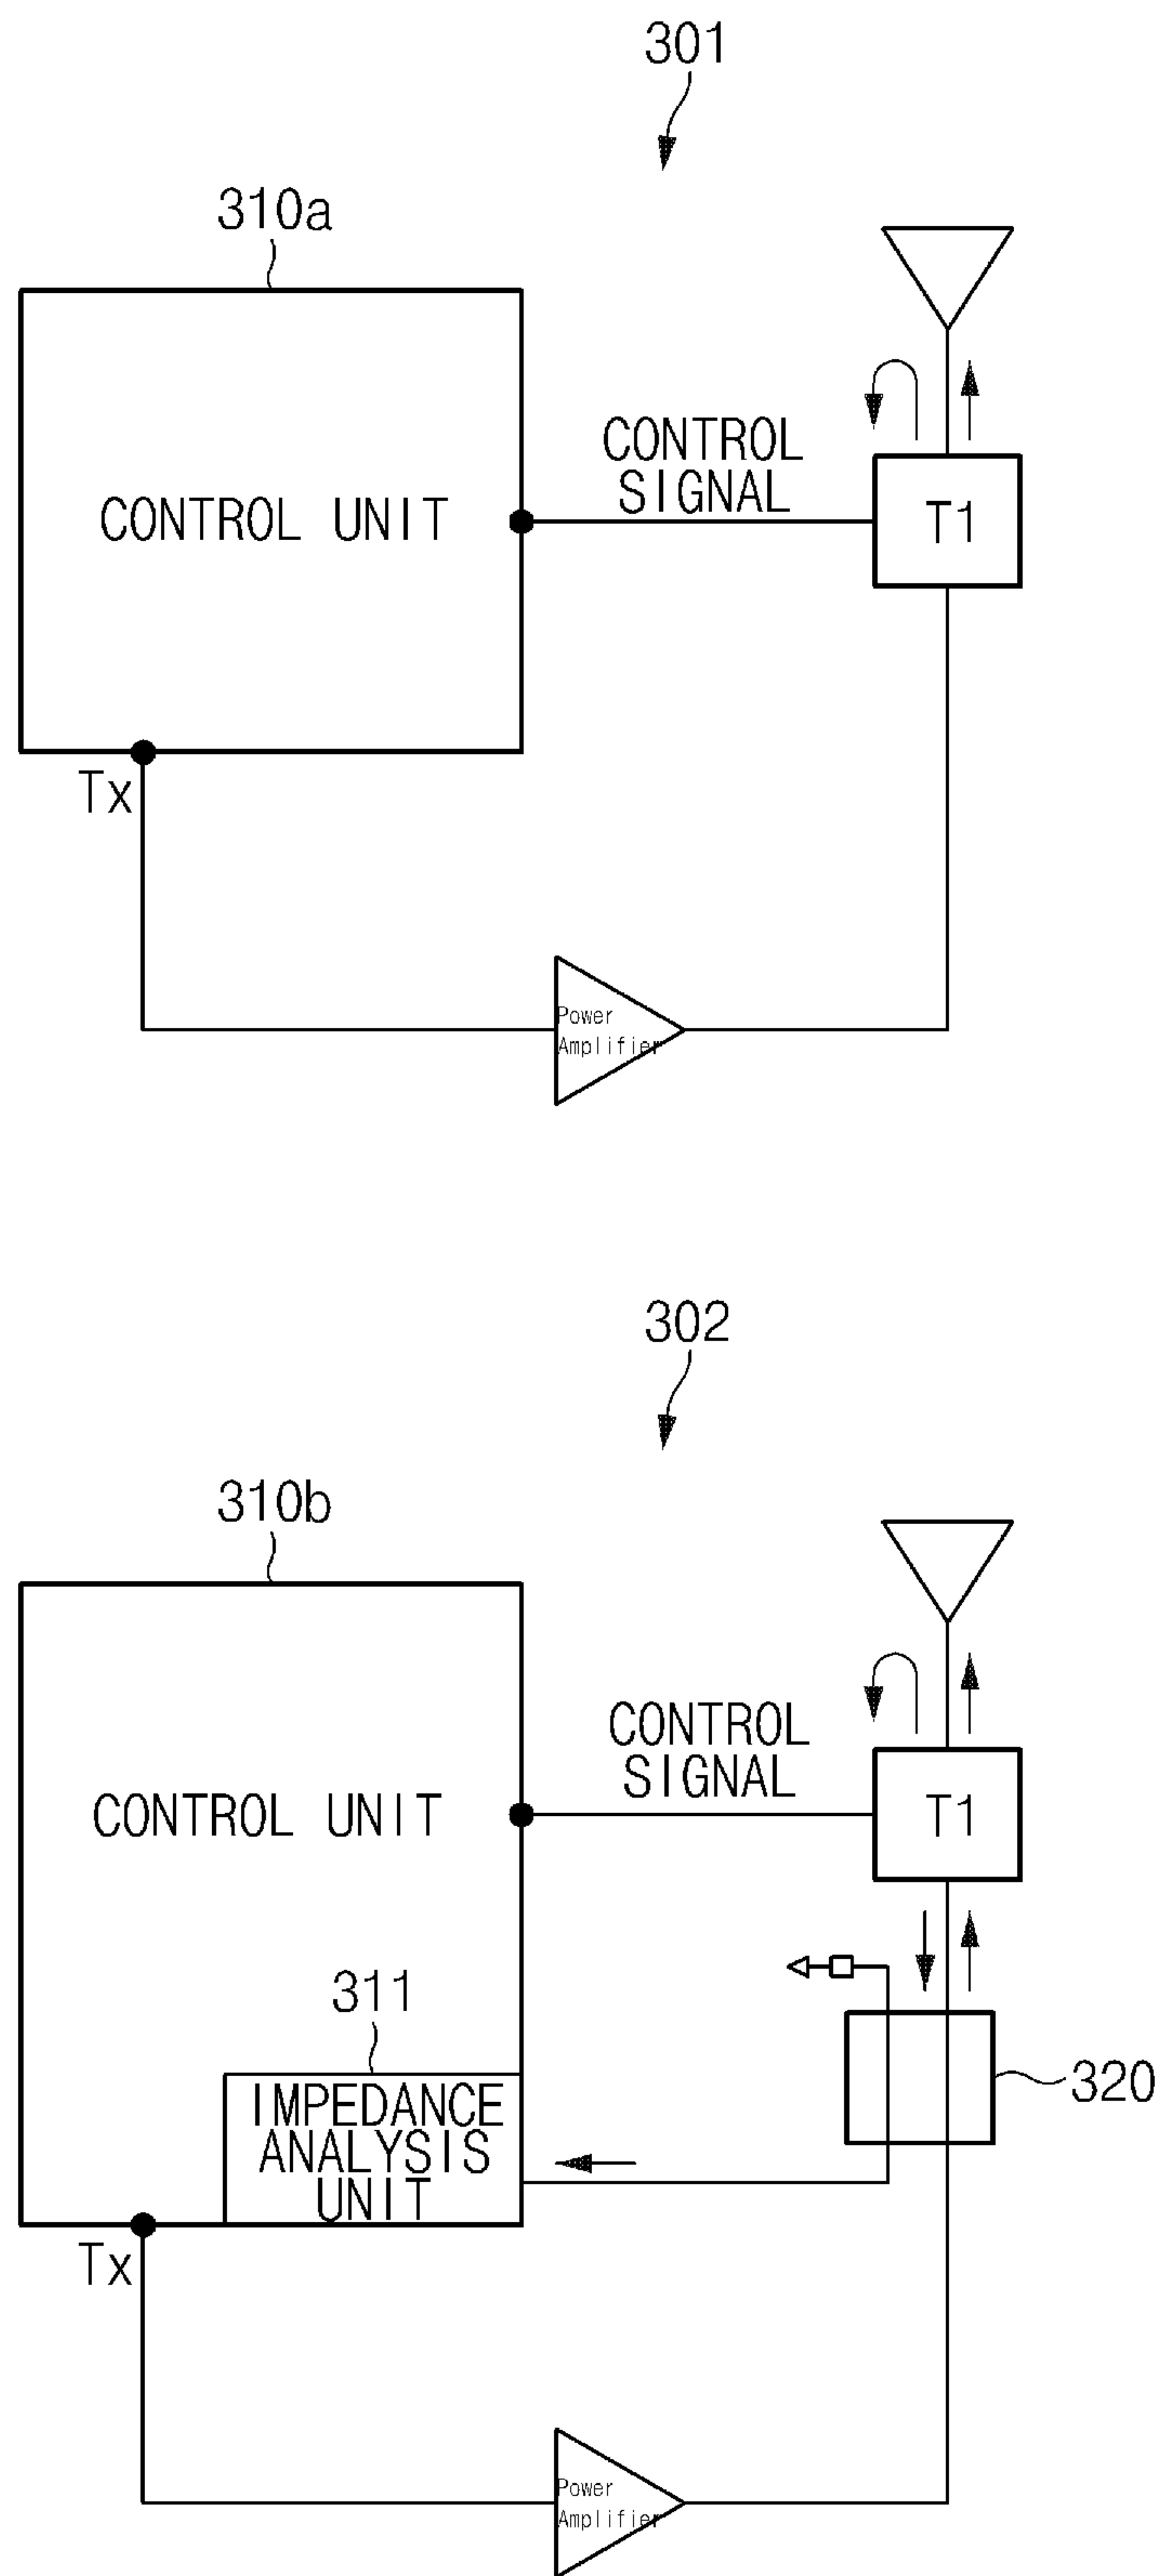 301
310a
CONTROL
SIGNAL
CONTROL UNIT
T1
Tx
Power
Amplifier
302
310b
CONTROL
SIGNAL
CONTROL UNIT
T1
311
320
IMPEDANCE
ANALYSIS
UNIT
Tx
Power
Amplifier